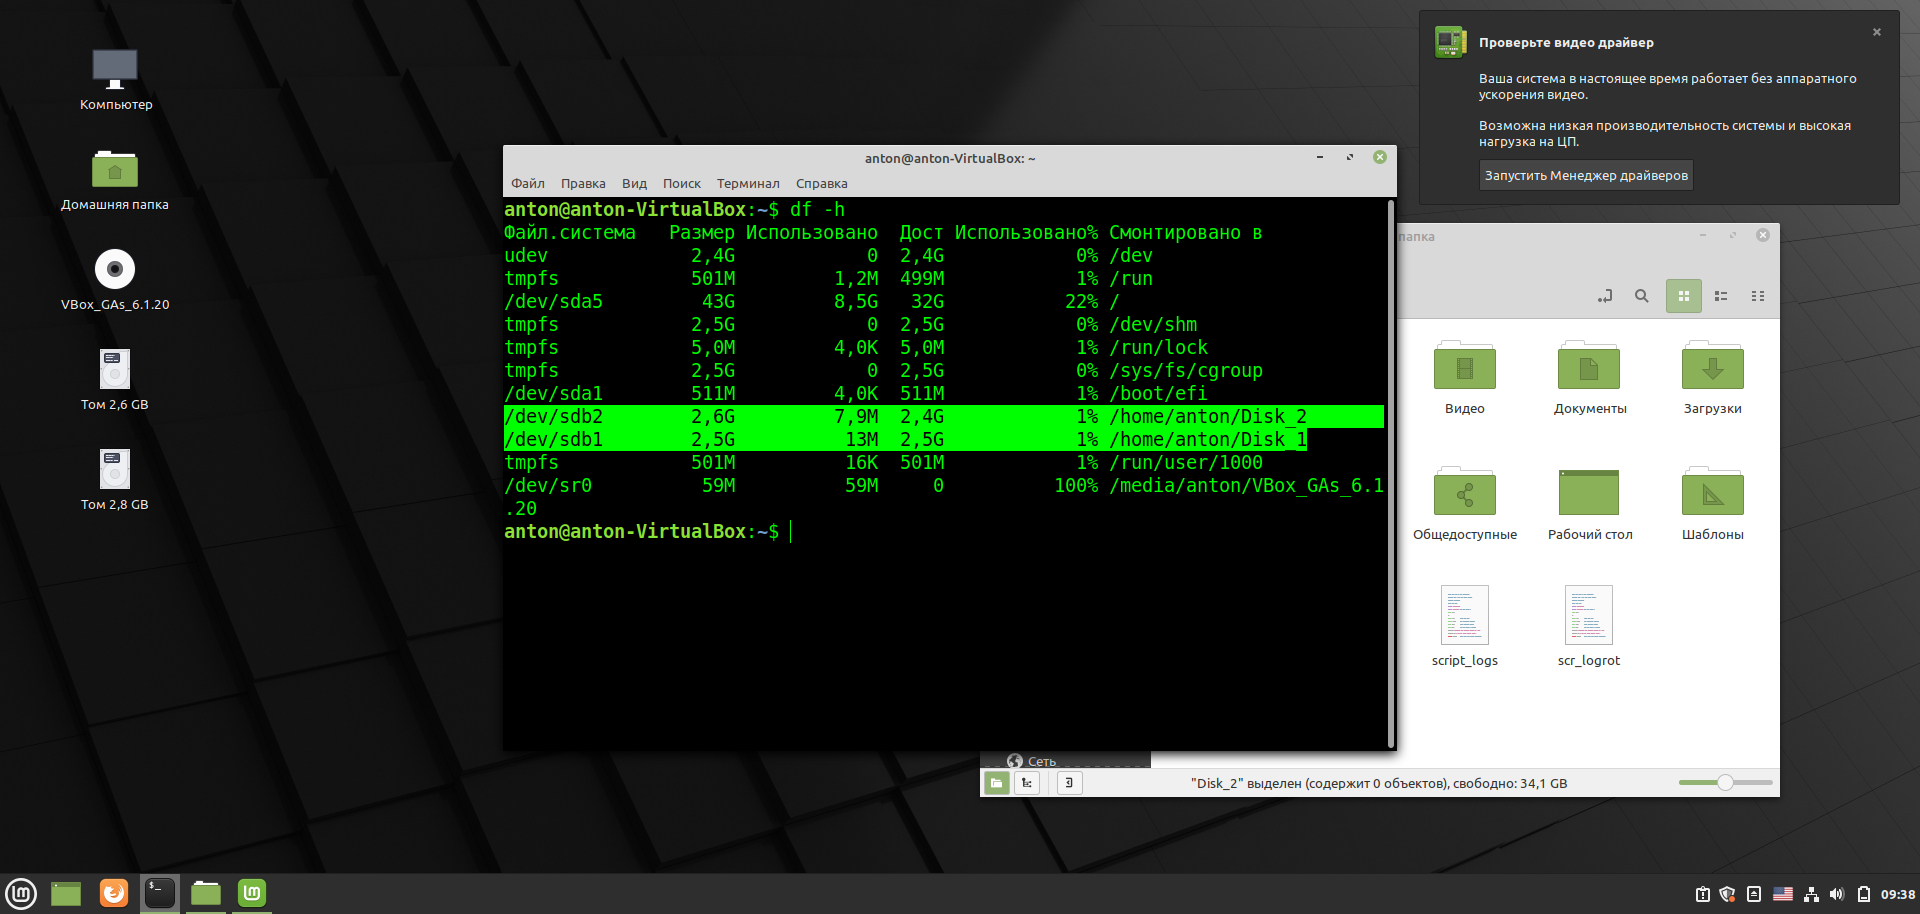 Компьютер
Домашняя папка
VBox_GAs_6.1.20
Том 2,6 GB
Том 2,8 GB
anton@anton-VirtualBox: ~
Файл Правка Вид Поиск Терминал Справка
anton@anton-VirtualBox:~$ df -h
Файл.система Размер Использовано Дост Использовано% Смонтировано в
udev 2,4G 0 2,4G 0% /dev
tmpfs 501M 1,2M 499M 1% /run
/dev/sda5 43G 8,5G 32G 22% /
tmpfs 2,5G 0 2,5G 0% /dev/shm
tmpfs 5,0M 4,0K 5,0M 1% /run/lock
tmpfs 2,5G 0 2,5G 0% /sys/fs/cgroup
/dev/sda1 511M 4,0K 511M 1% /boot/efi
/dev/sdb2 2,6G 7,9M 2,4G 1% /home/anton/Disk_2
/dev/sdb1 2,5G 13M 2,5G 1% /home/anton/Disk_1
tmpfs 501M 16K 501M 1% /run/user/1000
/dev/sr0 59M 59M 0 100% /media/anton/VBox_GAs_6.1
.20
anton@anton-VirtualBox:~$
Проверьте видео драйвер
Ваша система в настоящее время работает без аппаратного
ускорения видео.
Возможна низкая производительность системы и высокая
нагрузка на ЦП.
Запустить Менеджер драйверов
папка
Видео
Документы
Загрузки
Общедоступные
Рабочий стол
Шаблоны
script_logs
scr_logrot
Сеть
"Disk_2" выделен (содержит 0 объектов), свободно: 34,1 GB
09:38